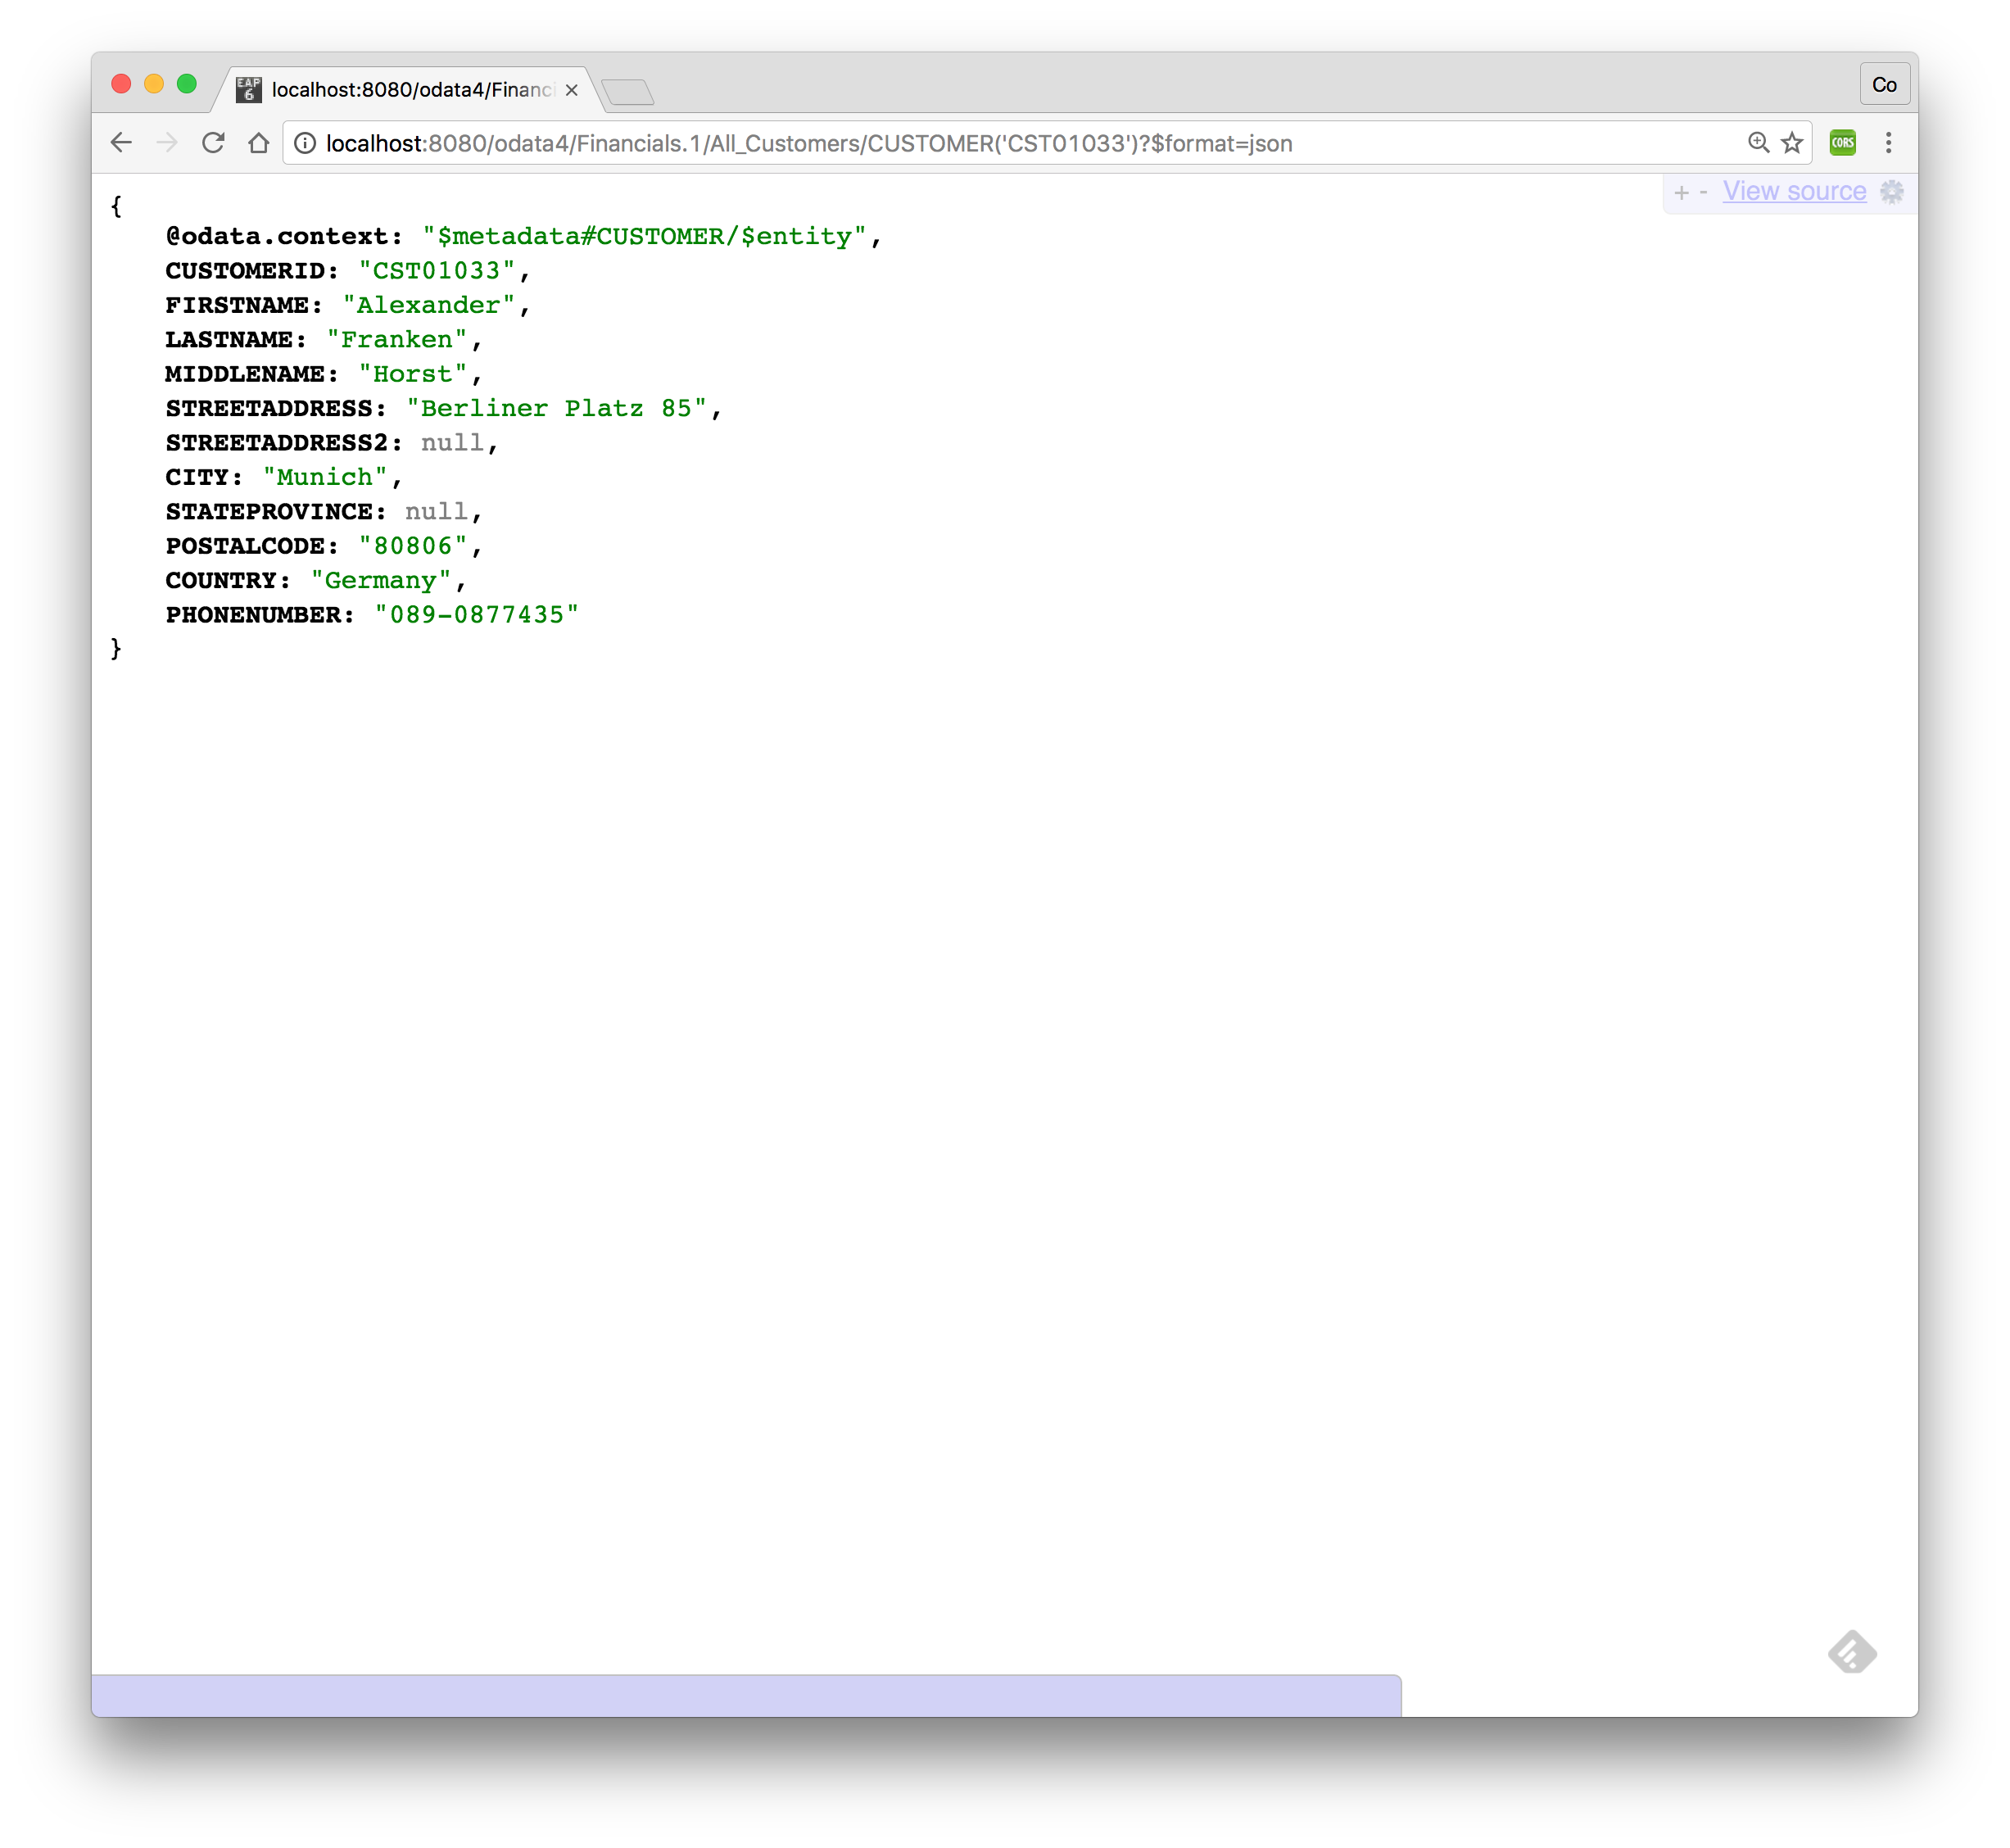 EAP 6 localhost:8080/odata4/Financi Co
localhost:8080/odata4/Financials.1/All_Customers/CUSTOMER('CST01033')?$format=json CORS
+ - View source
{
@odata.context: "$metadata#CUSTOMER/$entity",
CUSTOMERID: "CST01033",
FIRSTNAME: "Alexander",
LASTNAME: "Franken",
MIDDLENAME: "Horst",
STREETADDRESS: "Berliner Platz 85",
STREETADDRESS2: null,
CITY: "Munich",
STATEPROVINCE: null,
POSTALCODE: "80806",
COUNTRY: "Germany",
PHONENUMBER: "089-0877435"
}